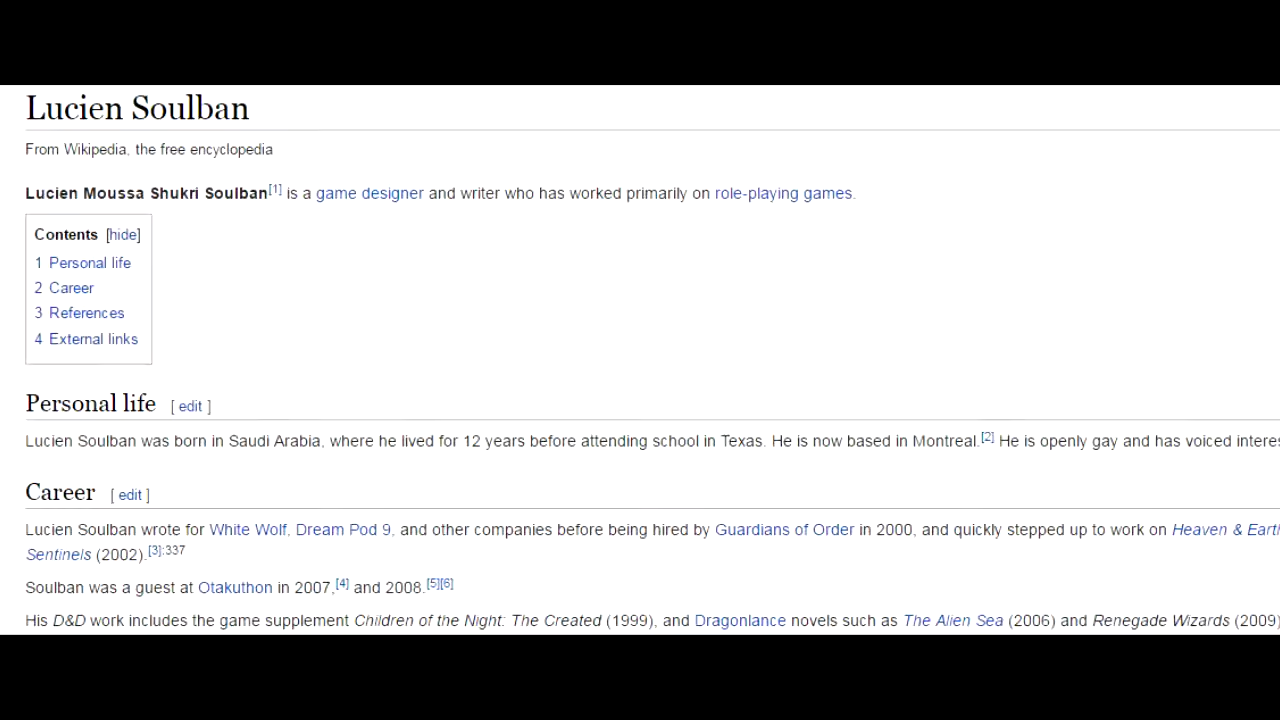 Lucien Soulban
From Wikipedia, the free encyclopedia
Lucien Moussa Shukri Soulban[1] is a game designer and writer who has worked primarily on role-playing games.
Contents [hide]
1 Personal life
2 Career
3 References
4 External links
Personal life [ edit ]
Lucien Soulban was born in Saudi Arabia, where he lived for 12 years before attending school in Texas. He is now based in Montreal.[2] He is openly gay and has voiced
Career [ edit ]
Lucien Soulban wrote for White Wolf, Dream Pod 9, and other companies before being hired by Guardians of Order in 2000, and quickly stepped up to work on Heaven &
Sentinels (2002).[3]:337
Soulban was a guest at Otakuthon in 2007,[4] and 2008.[5][6]
His D&D work includes the game supplement Children of the Night: The Created (1999), and Dragonlance novels such as The Alien Sea (2006) and Renegade Wizards (2009)